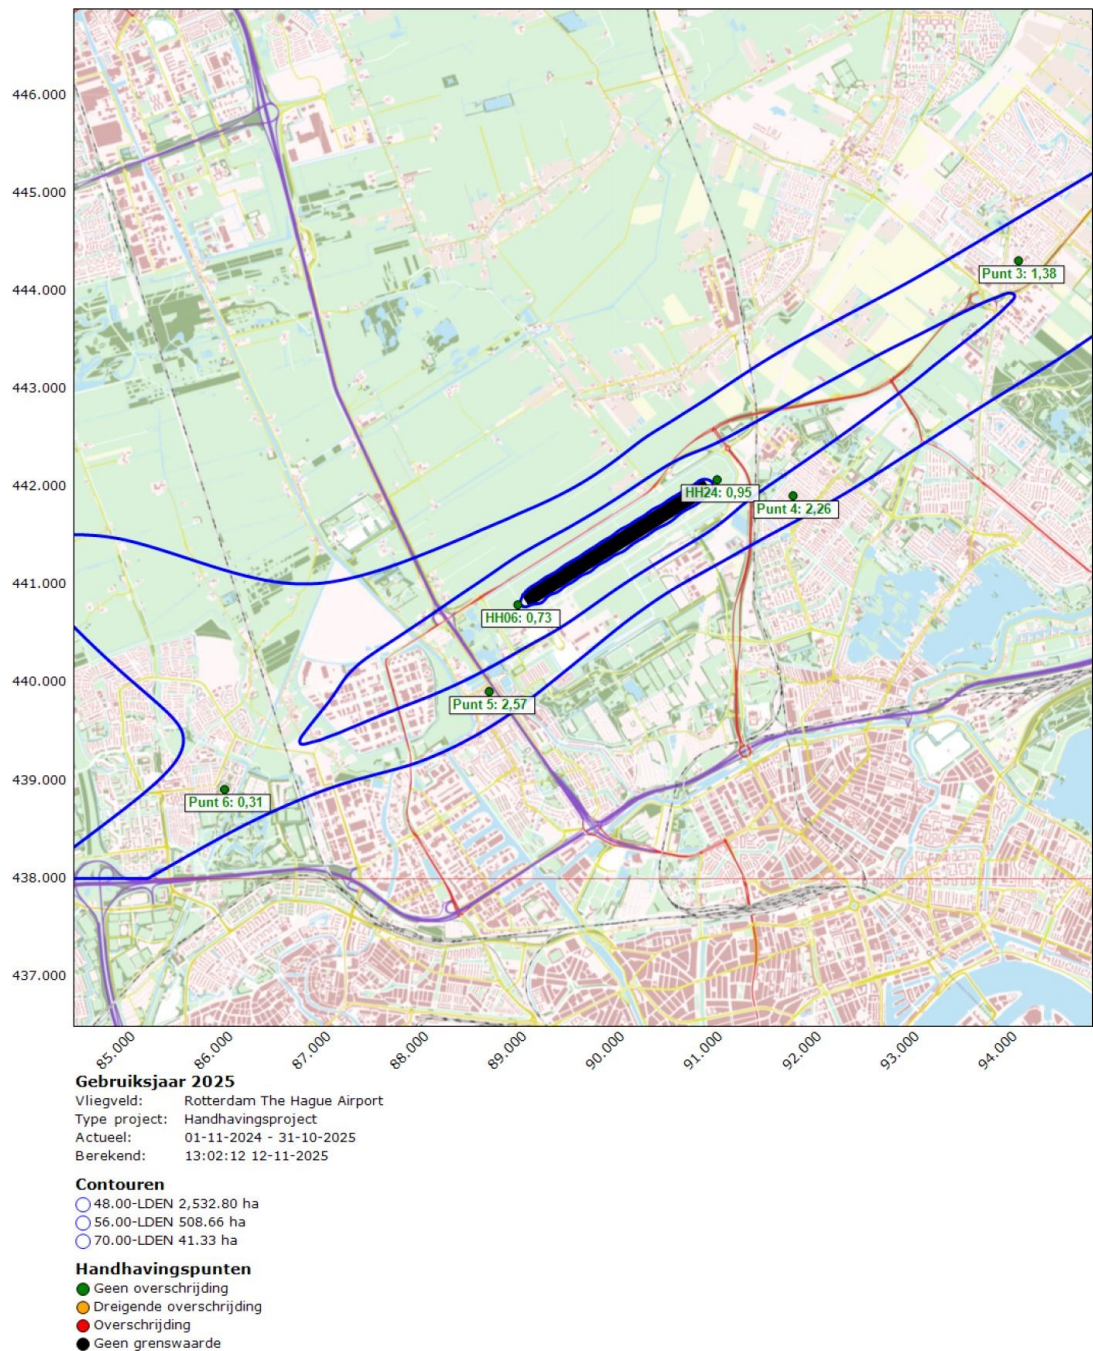 446.000
445.000
444.000
443.000
442.000
441.000
440.000
439.000
438.000
437.000
Punt 3: 1,38
HH24: 0,95
Punt 4: 2,26
HH06: 0,73
Punt 5: 2,57
Punt 6: 0,31
85.000 86.000 87.000 88.000 89.000 90.000 91.000 92.000 93.000 94.000
Gebruiksjaar 2025
Vliegveld: Rotterdam The Hague Airport
Type project: Handhavingsproject
Actueel: 01-11-2024 - 31-10-2025
Berekend: 13:02:12 12-11-2025
Contouren
48.00-LDEN 2,532.80 ha
56.00-LDEN 508.66 ha
70.00-LDEN 41.33 ha
Handhavingspunten
Geen overschrijding
Dreigende overschrijding
Overschrijding
Geen grenswaarde